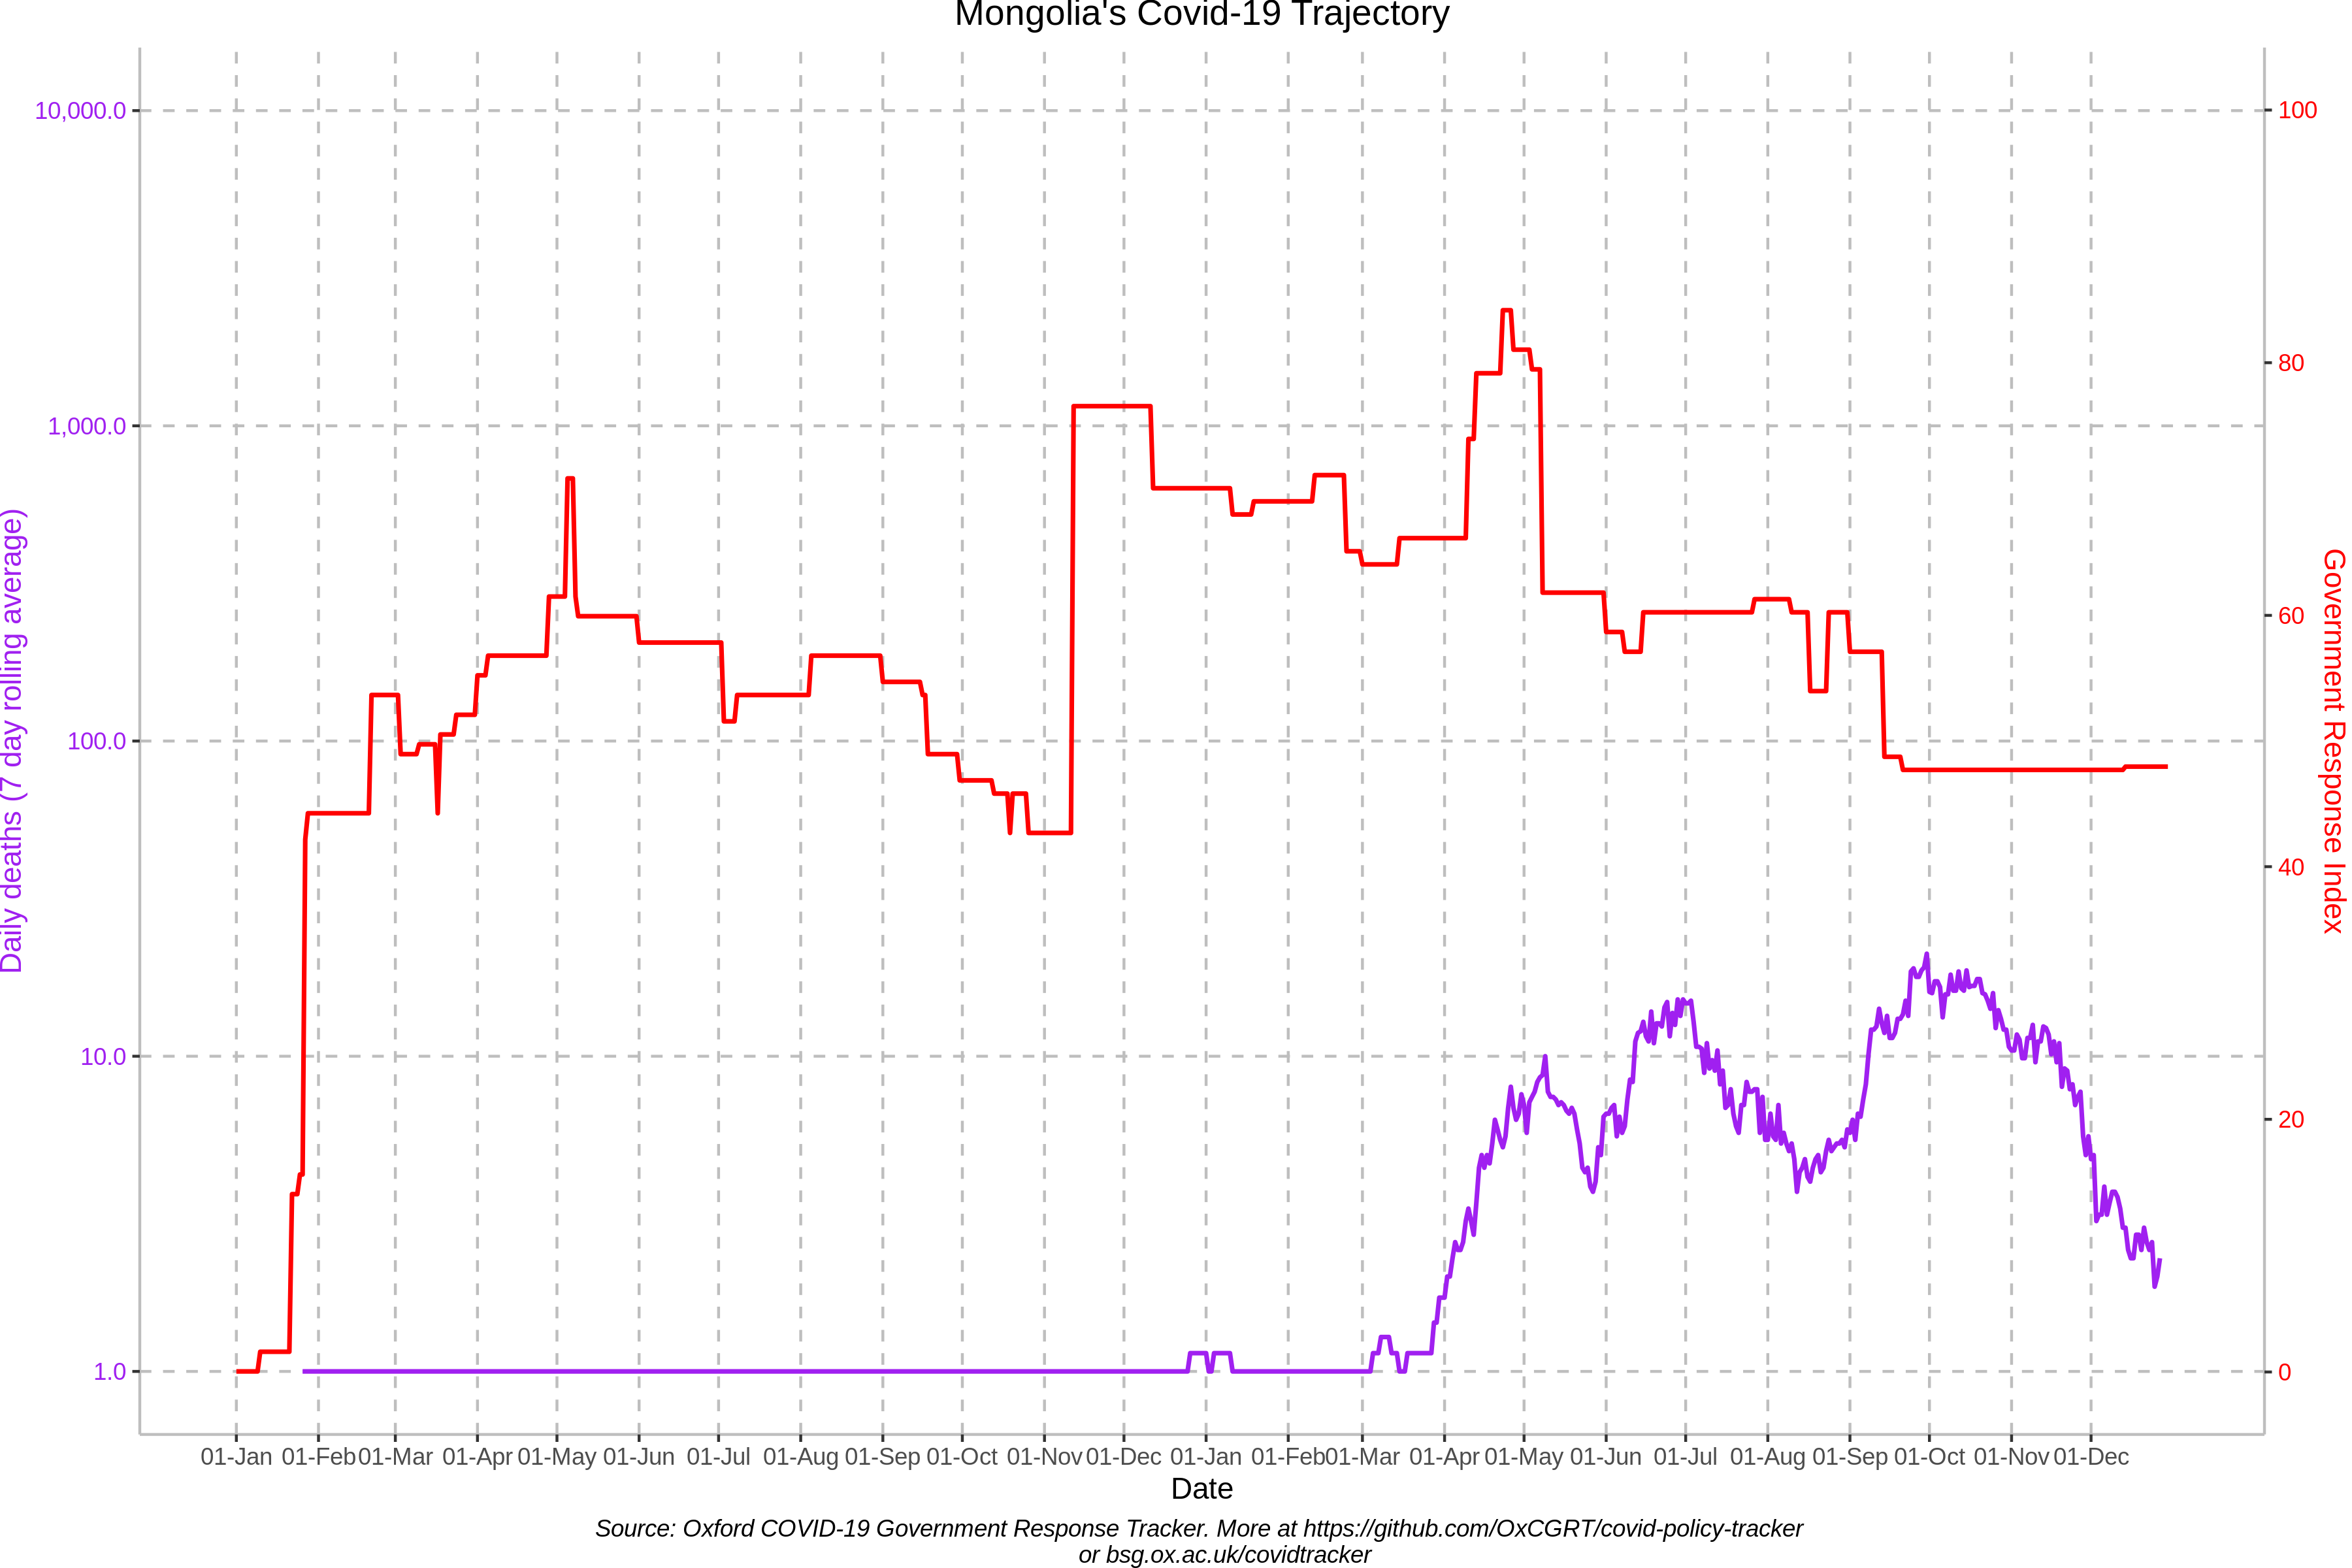 Mongolia's Covid-19 Trajectory
10,000.0
1,000.0
100.0
10.0
1.0
Daily deaths (7 day rolling average)
100
80
60
40
20
0
Government Response Index
01-Jan 01-Feb 01-Mar 01-Apr 01-May 01-Jun 01-Jul 01-Aug 01-Sep 01-Oct 01-Nov 01-Dec 01-Jan 01-Feb 01-Mar 01-Apr 01-May 01-Jun 01-Jul 01-Aug 01-Sep 01-Oct 01-Nov 01-Dec
Date
Source: Oxford COVID-19 Government Response Tracker. More at https://github.com/OxCGRT/covid-policy-tracker
or bsg.ox.ac.uk/covidtracker